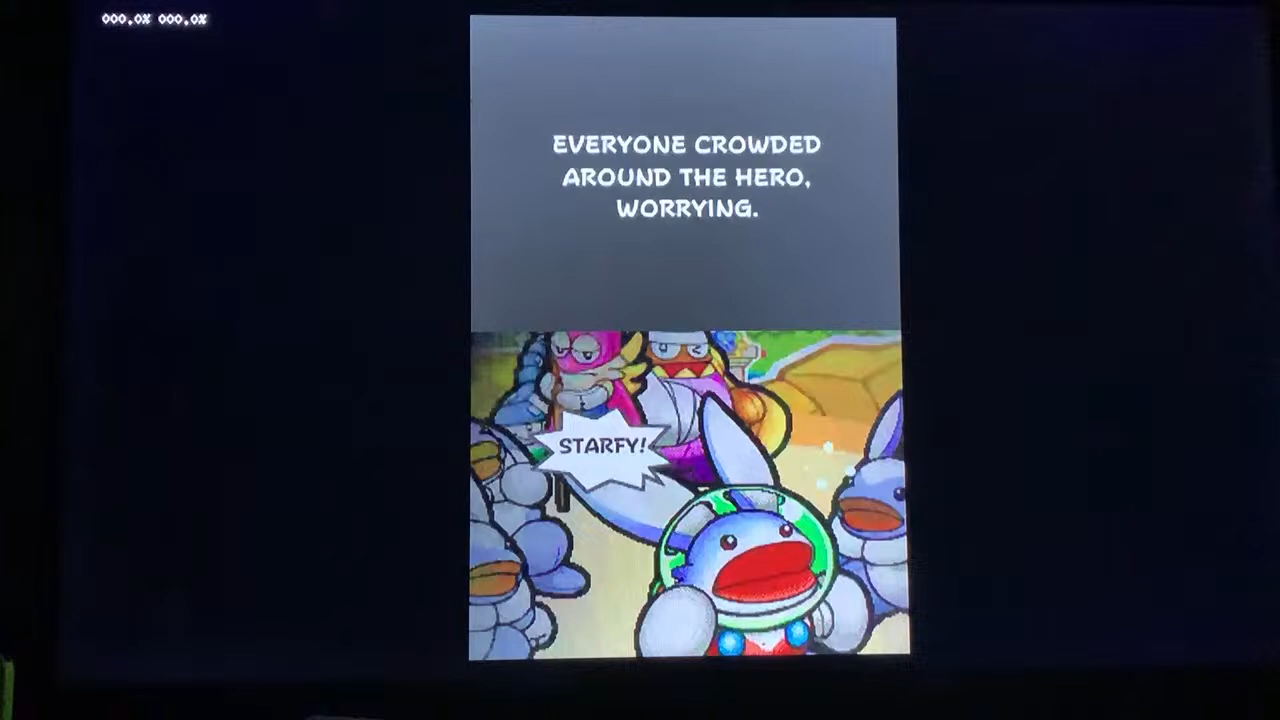 000.0% 000.0%
EVERYONE CROWDED
AROUND THE HERO,
WORRYING.
STARFY!